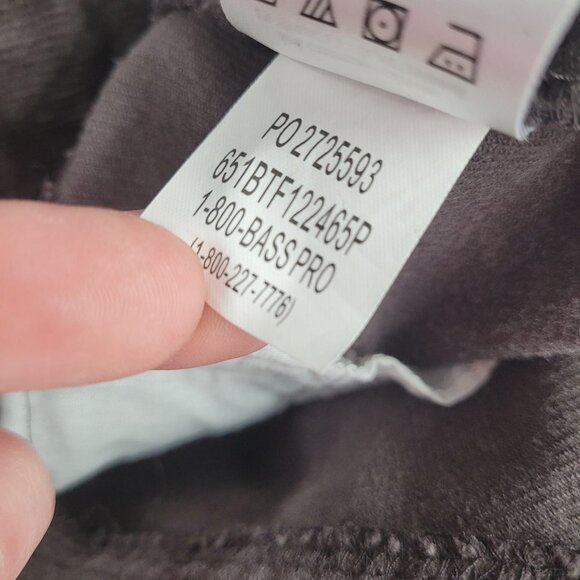 PO 2725593
651BTF122465P
1-800-BASS PRO
(1-800-227-7776)